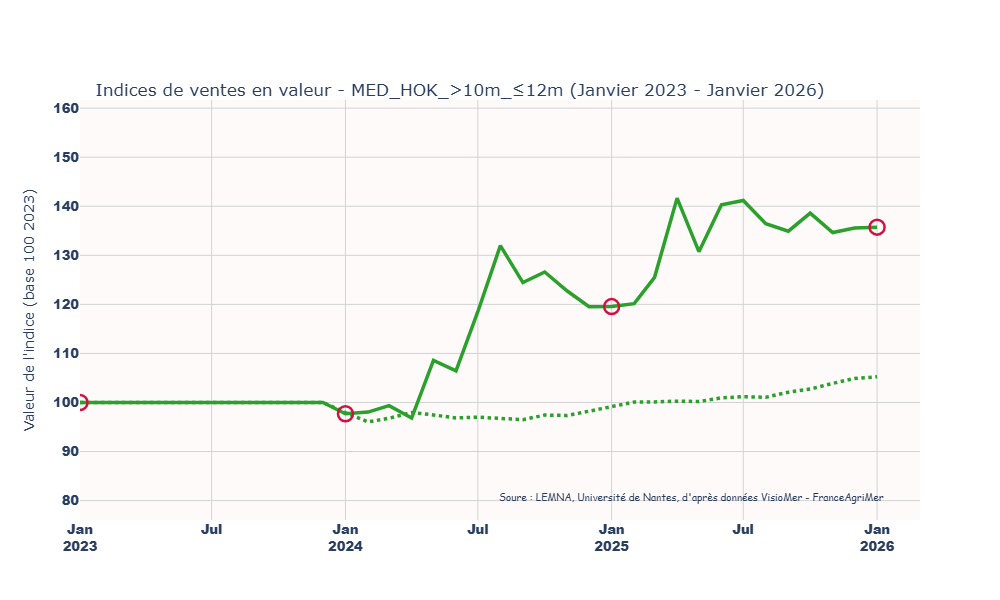 Indices de ventes en valeur - MED_HOK_>10m_≤12m (Janvier 2023 - Janvier 2026)
Valeur de l'indice (base 100 2023)
160
150
140
130
120
110
100
90
80
Soure : LEMNA, Université de Nantes, d'après données VisioMer - FranceAgriMer
Jan
2023
Jul
Jan
2024
Jul
Jan
2025
Jul
Jan
2026